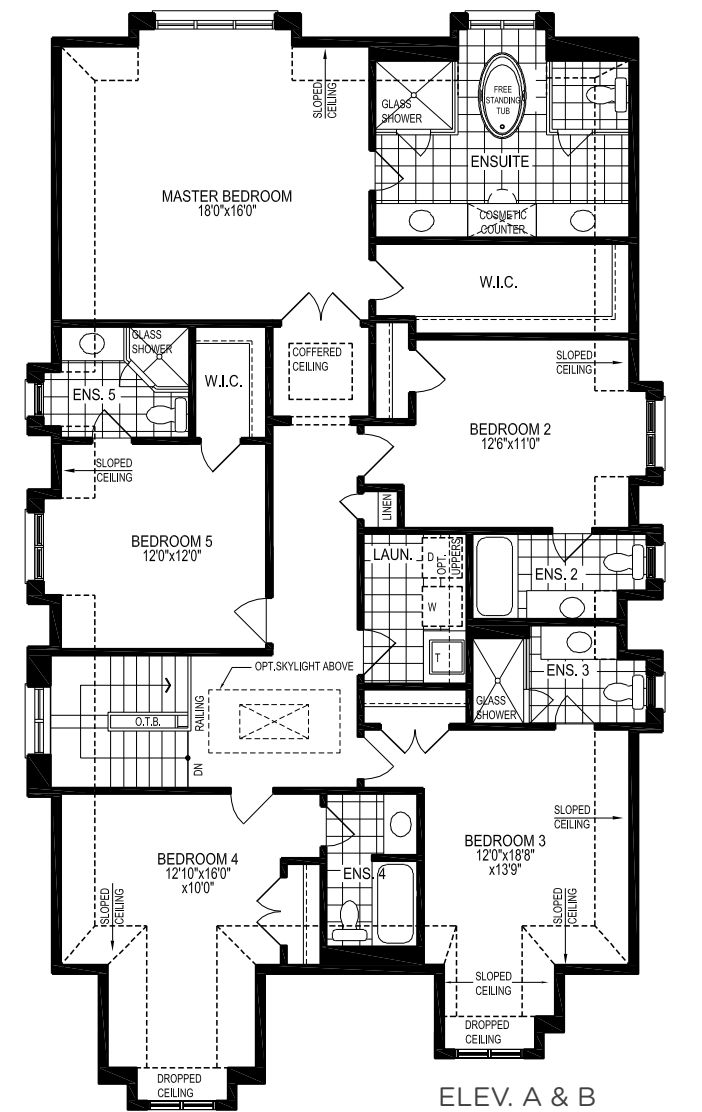 SLOPED
CEILING
GLASS
SHOWER
FREE
STANDING
TUB
ENSUITE
MASTER BEDROOM
18'0"x16'0"
COSMETIC
COUNTER
W.I.C.
GLASS
SHOWER
COFFERED
CEILING
SLOPED
CEILING
W.I.C.
ENS. 5
BEDROOM 2
12'6"x11'0"
SLOPED
CEILING
LINEN
BEDROOM 5
12'0"x12'0"
LAUN.
D
OPT.
UPPERS
W
T
ENS. 2
OPT.SKYLIGHT ABOVE
ENS. 3
GLASS
SHOWER
O.T.B.
RAILING
DN
SLOPED
CEILING
BEDROOM 3
12'0"x18'8"
x13'9"
BEDROOM 4
12'10"x16'0"
x10'0"
ENS. 4
SLOPED
CEILING
SLOPED
CEILING
SLOPED
CEILING
DROPPED
CEILING
DROPPED
CEILING
ELEV. A & B